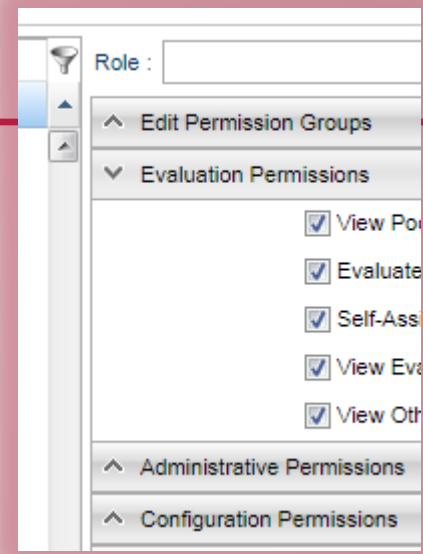 Role :
Edit Permission Groups
Evaluation Permissions
View
Evaluate
View
View
Administrative Permissions
Configuration Permissions